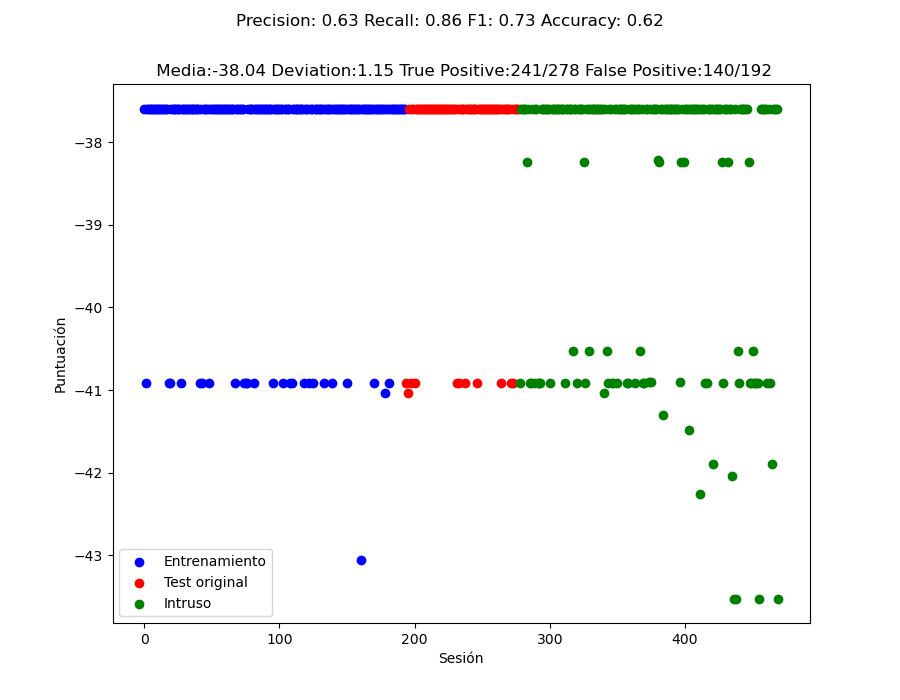 Precision: 0.63 Recall: 0.86 F1: 0.73 Accuracy: 0.62
Media:-38.04 Deviation:1.15 True Positive:241/278 False Positive:140/192
Puntuación
−38
−39
−40
−41
−42
−43
Entrenamiento
Test original
Intruso
0 100 200 300 400
Sesión